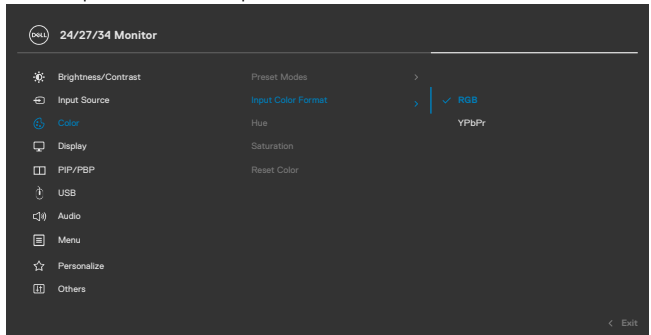 DELL 24/27/34 Monitor
Brightness/Contrast Preset Modes >
Input Source Input Color Format > ✓ RGB
Color Hue YPbPr
Display Saturation
PIP/PBP Reset Color
USB
Audio
Menu
Personalize
Others
< Exit